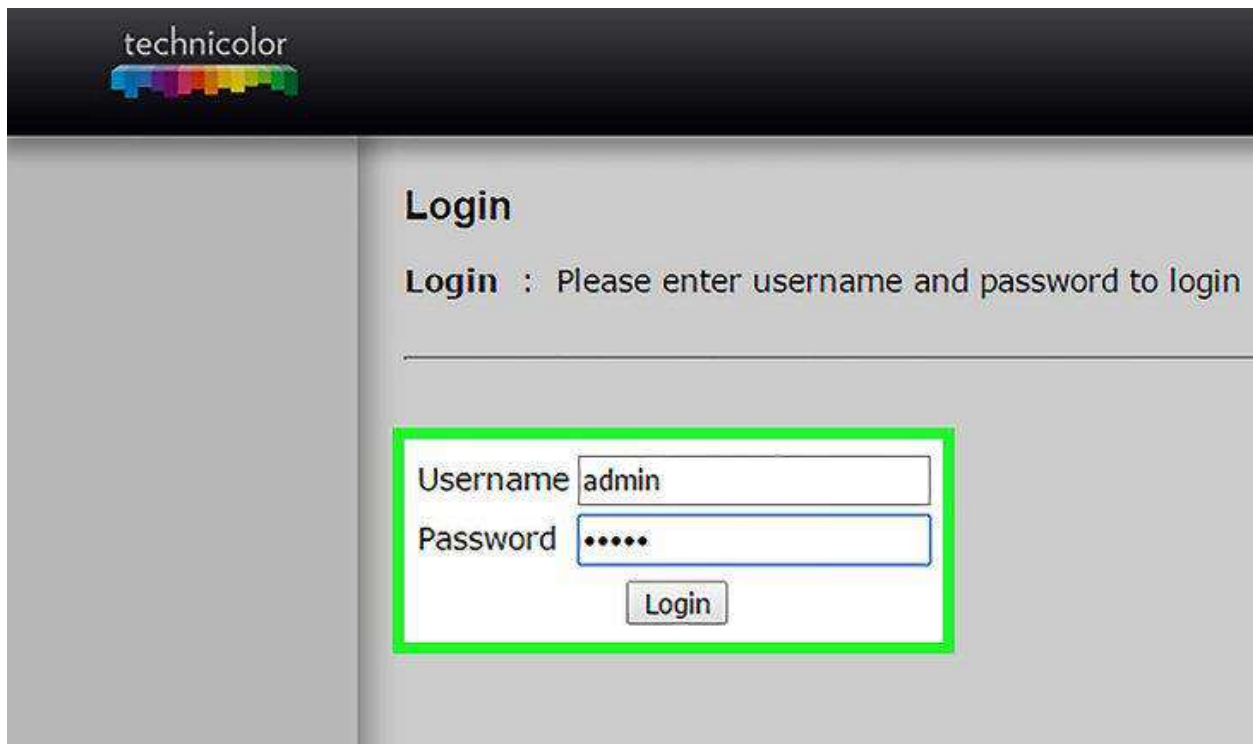 technicolor
Login
Login : Please enter username and password to login
Username admin
Password •••••
Login